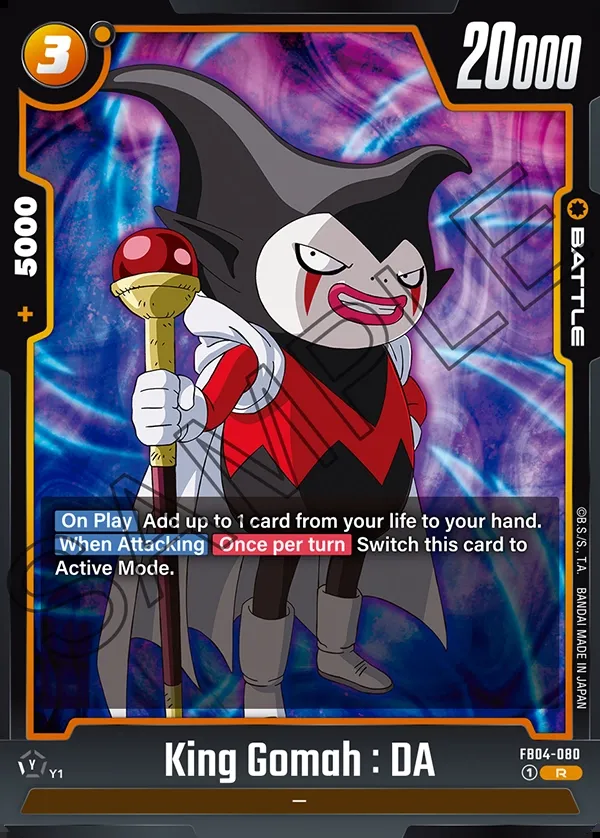 3
20000
+ 5000
BATTLE
On Play Add up to 1 card from your life to your hand.
When Attacking Once per turn Switch this card to
Active Mode.
SAMPLE
©B.S./S., T.A. BANDAI MADE IN JAPAN
King Gomah : DA
FB04-080
Y Y1
1 R
–